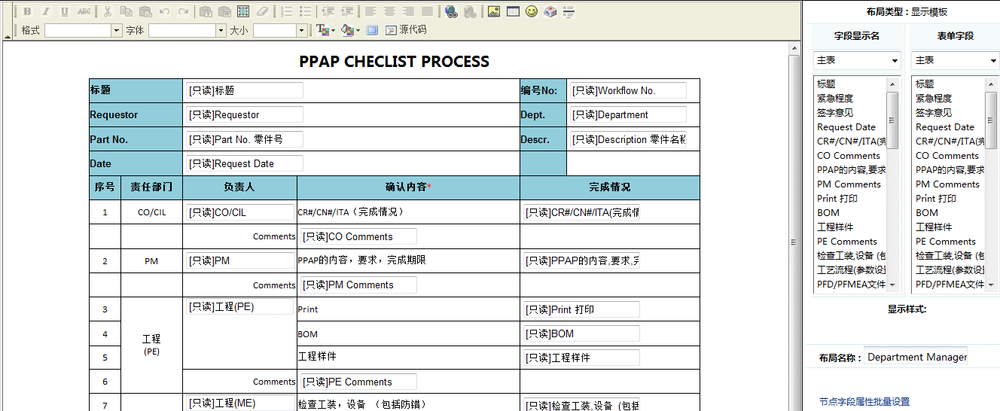 B I U ABC
格式 字体 大小 源代码
布局类型：显示模板
字段显示名 表单字段
主表 主表
PPAP CHECLIST PROCESS
标题 [只读]标题 编号No: [只读]Workflow No.
Requestor [只读]Requestor Dept. [只读]Department
Part No. [只读]Part No. 零件号 Descr. [只读]Description 零件名称
Date [只读]Request Date
序号 责任部门 负责人 确认内容* 完成情况
1 CO/CIL [只读]CO/CIL CR#/CN#/ITA（完成情况） [只读]CR#/CN#/ITA(完成情
Comments [只读]CO Comments
2 PM [只读]PM PPAP的内容，要求，完成期限 [只读]PPAP的内容,要求,完
Comments [只读]PM Comments
3 工程 (PE) [只读]工程(PE) Print [只读]Print 打印
4 BOM [只读]BOM
5 工程样件 [只读]工程样件
6 Comments [只读]PE Comments
7 [只读]工程(ME) 检查工装，设备 （包括防错） [只读]检查工装,设备 (包括
标题 标题
紧急程度 紧急程度
签字意见 签字意见
Request Date Request Date
CR#/CN#/ITA(完 CR#/CN#/ITA(完
CO Comments CO Comments
PPAP的内容,要求 PPAP的内容,要求
PM Comments PM Comments
Print 打印 Print 打印
BOM BOM
工程样件 工程样件
PE Comments PE Comments
检查工装,设备 (包 检查工装,设备 (包
工艺流程(参数设 工艺流程(参数设
PFD/PFMEA文件 PFD/PFMEA文件
显示样式:
布局名称： Department Manager
节点字段属性批量设置